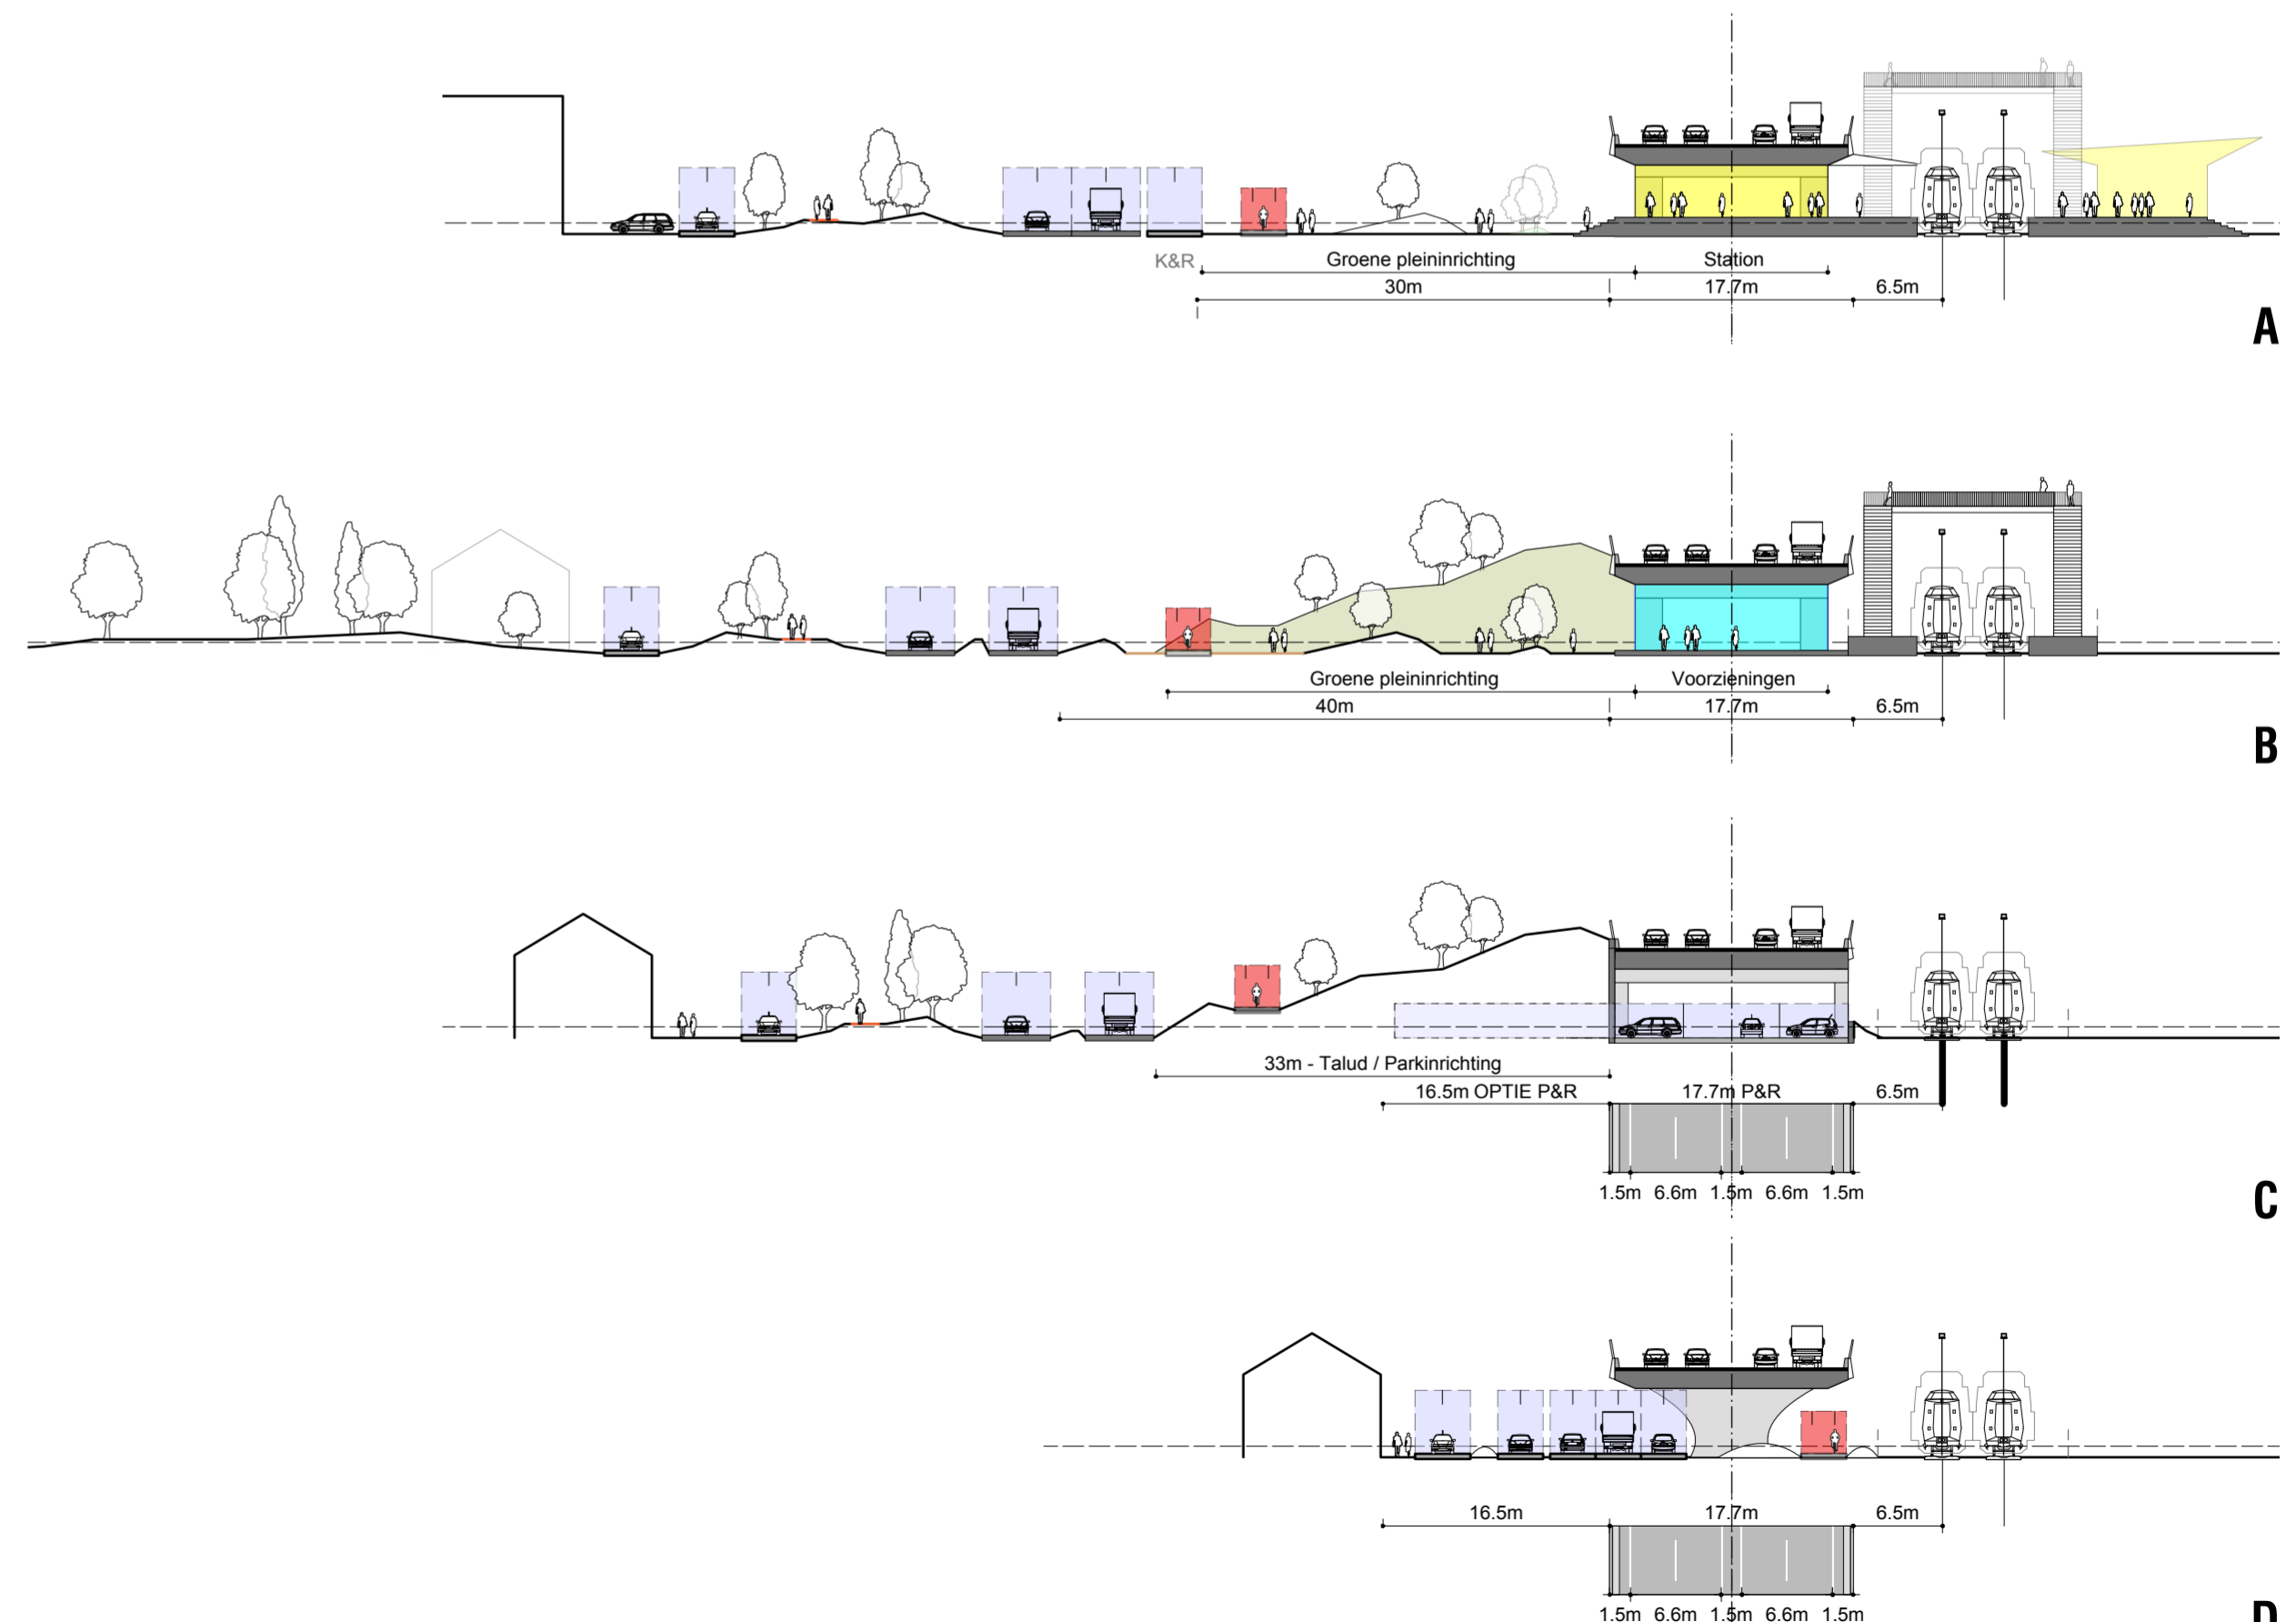 K&R
Groene pleininrichting
Station
30m
17.7m
6.5m
A
Groene pleininrichting
Voorzieningen
40m
17.7m
6.5m
B
33m - Talud / Parkinrichting
16.5m OPTIE P&R
17.7m P&R
6.5m
1.5m 6.6m 1.5m 6.6m 1.5m
C
16.5m
17.7m
6.5m
1.5m 6.6m 1.5m 6.6m 1.5m
D